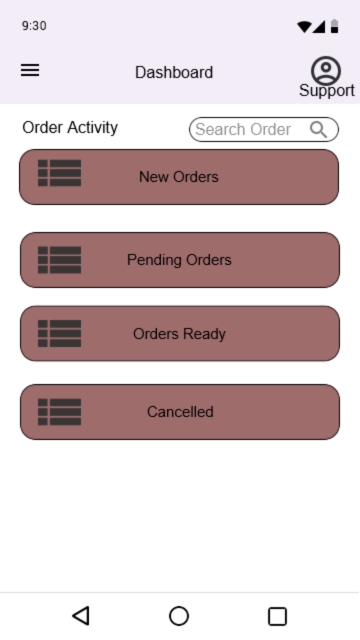 9:30
Dashboard
Support
Order Activity
Search Order
New Orders
Pending Orders
Orders Ready
Cancelled